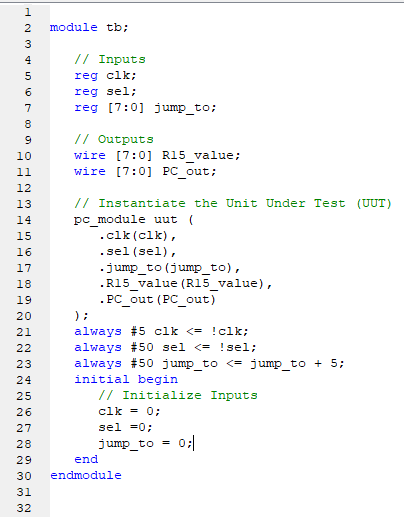 1
2 module tb;
3
4 // Inputs
5 reg clk;
6 reg sel;
7 reg [7:0] jump_to;
8
9 // Outputs
10 wire [7:0] R15_value;
11 wire [7:0] PC_out;
12
13 // Instantiate the Unit Under Test (UUT)
14 pc_module uut (
15 .clk(clk),
16 .sel(sel),
17 .jump_to(jump_to),
18 .R15_value(R15_value),
19 .PC_out(PC_out)
20 );
21 always #5 clk <= !clk;
22 always #50 sel <= !sel;
23 always #50 jump_to <= jump_to + 5;
24 initial begin
25 // Initialize Inputs
26 clk = 0;
27 sel =0;
28 jump_to = 0;
29 end
30 endmodule
31
32